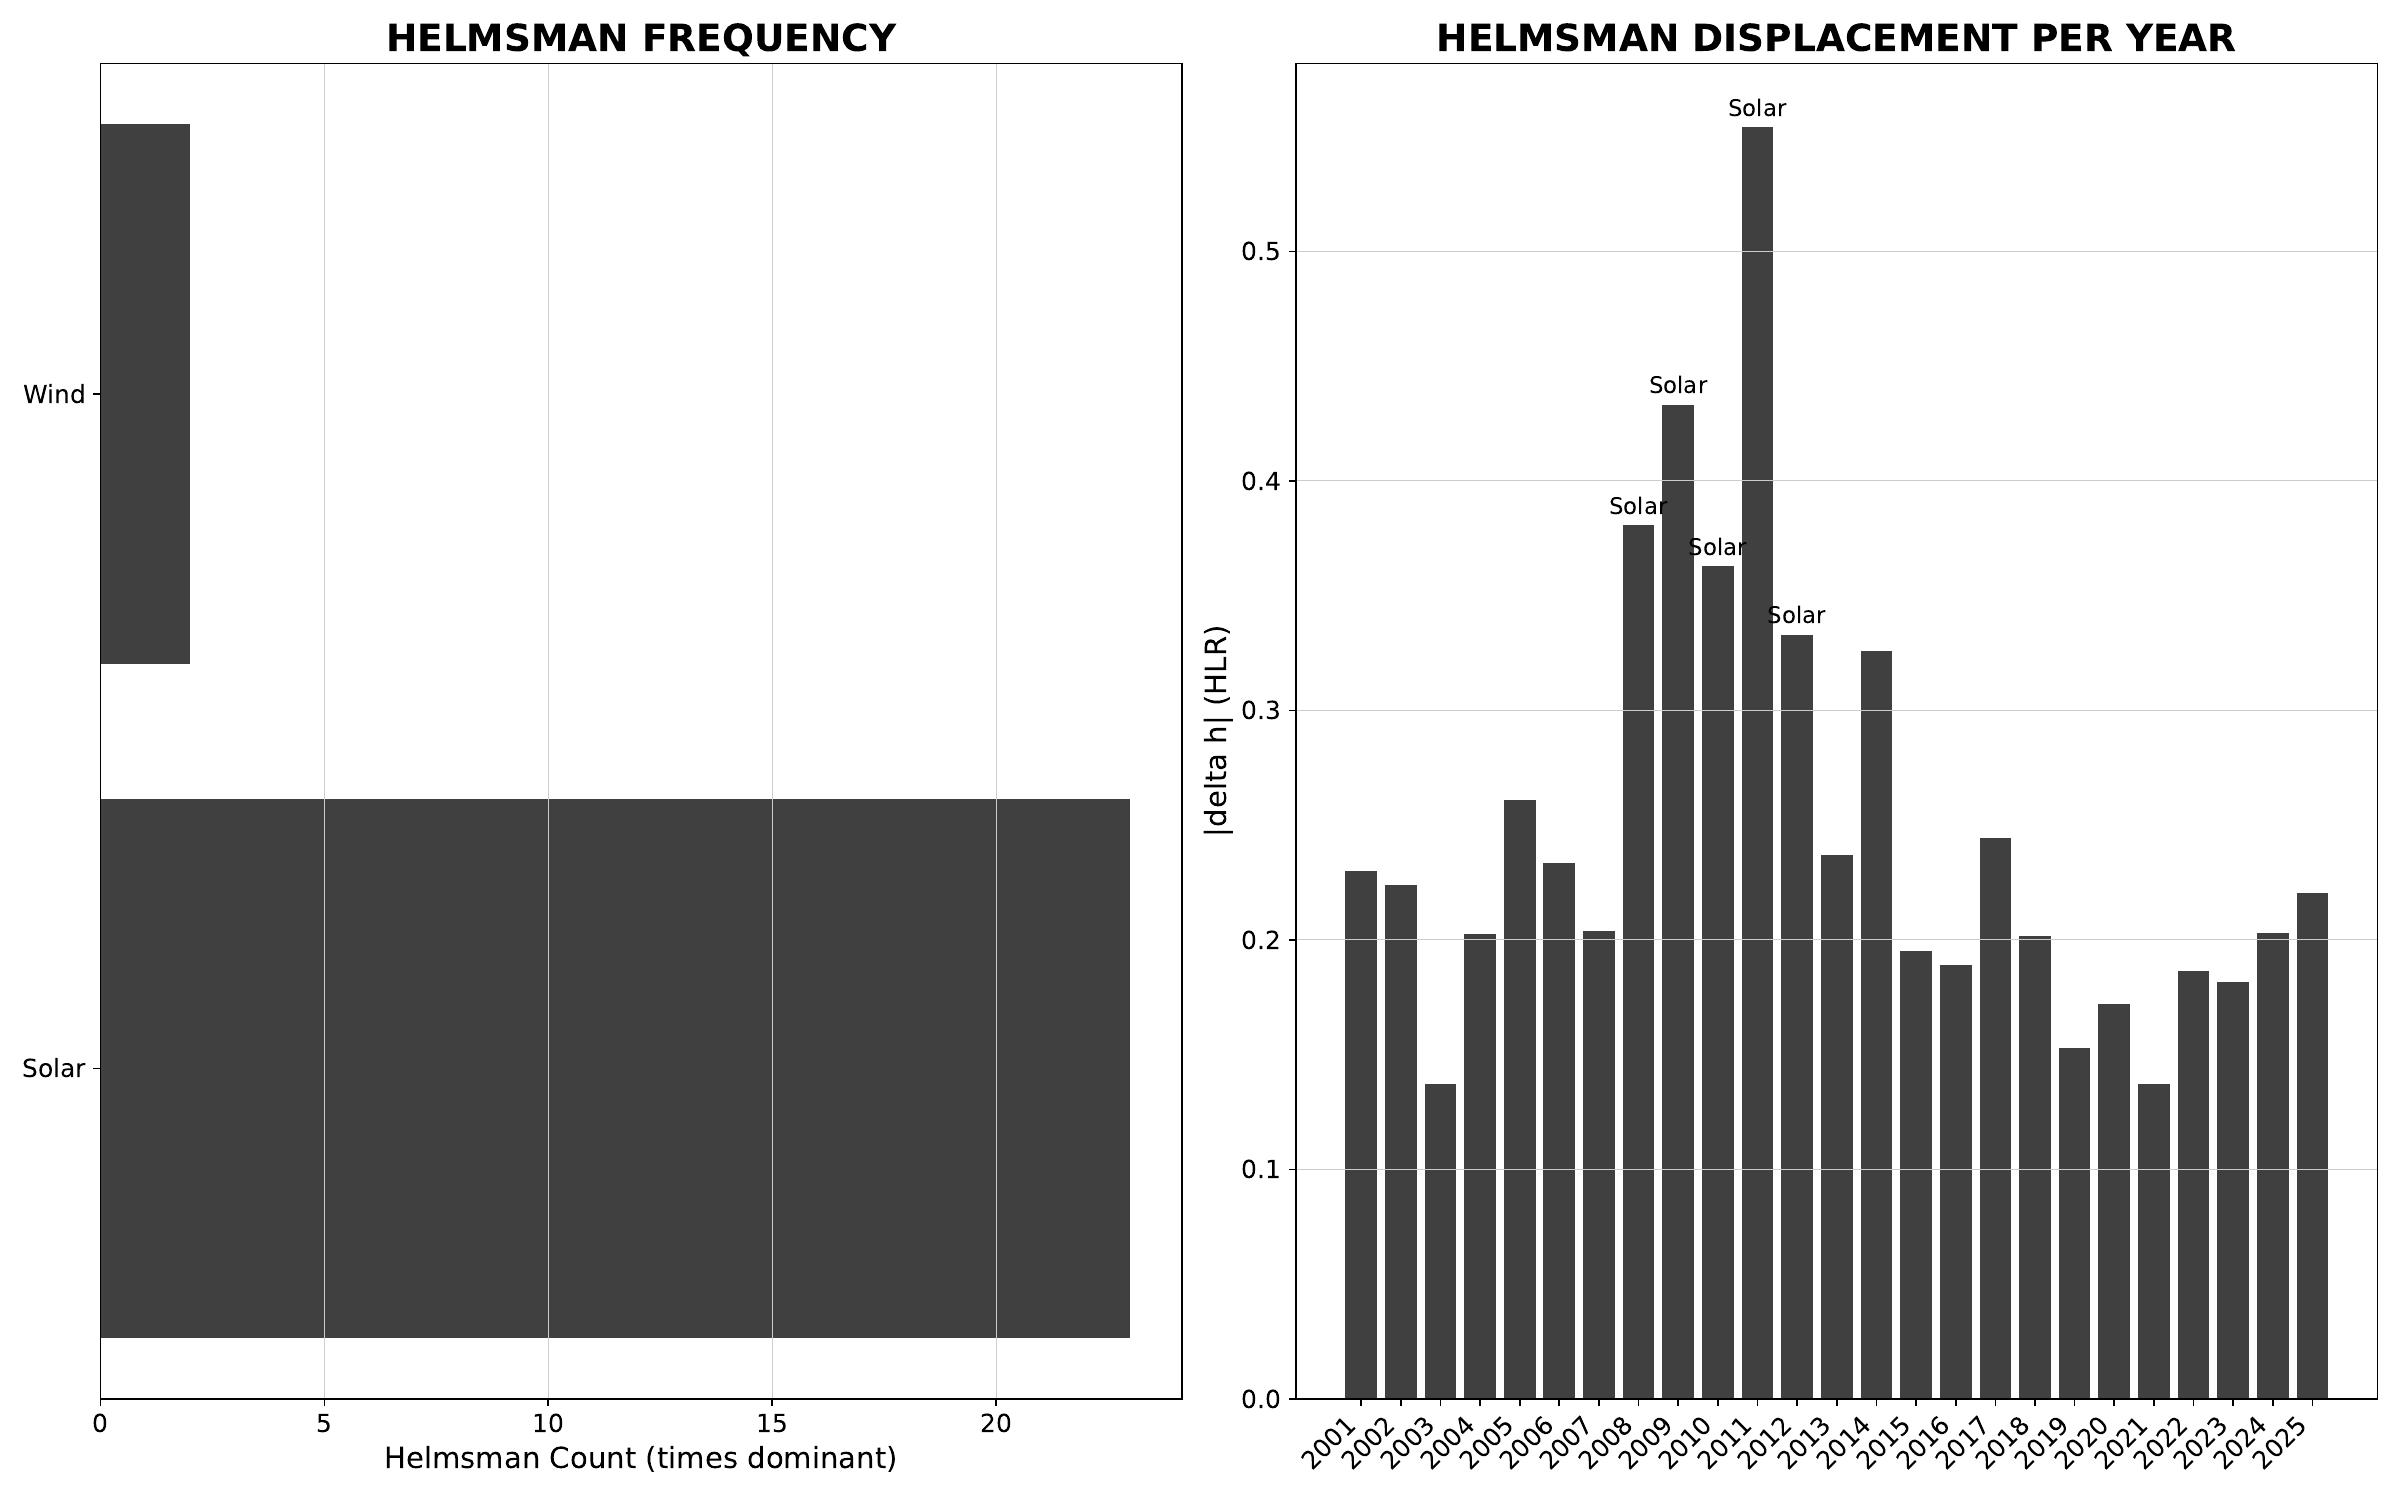 HELMSMAN FREQUENCY
Wind
Solar
0 5 10 15 20
Helmsman Count (times dominant)
HELMSMAN DISPLACEMENT PER YEAR
|delta h| (HLR)
0.5
0.4
0.3
0.2
0.1
0.0
Solar
Solar
Solar
Solar
Solar
2001 2002 2003 2004 2005 2006 2007 2008 2009 2010 2011 2012 2013 2014 2015 2016 2017 2018 2019 2020 2021 2022 2023 2024 2025